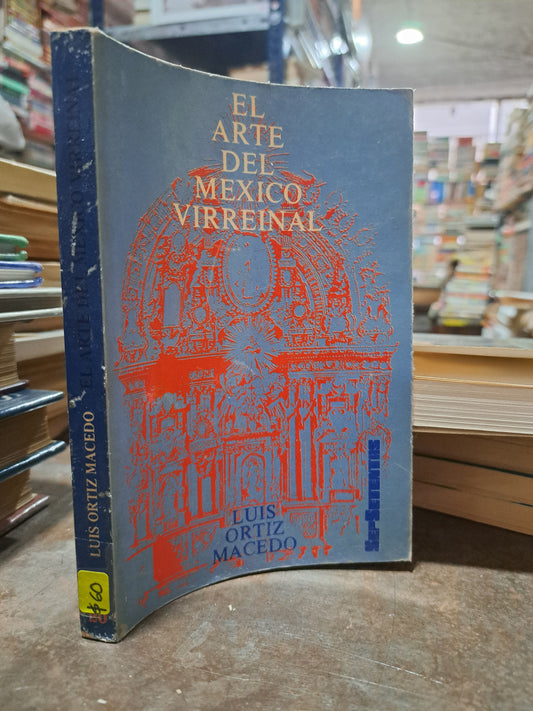 EL
ARTE
DEL
MEXICO
VIRREINAL
LUIS
ORTIZ
MACEDO
SepSetentas
EL ARTE DEL MEXICO VIRREINAL
LUIS ORTIZ MACEDO
$60